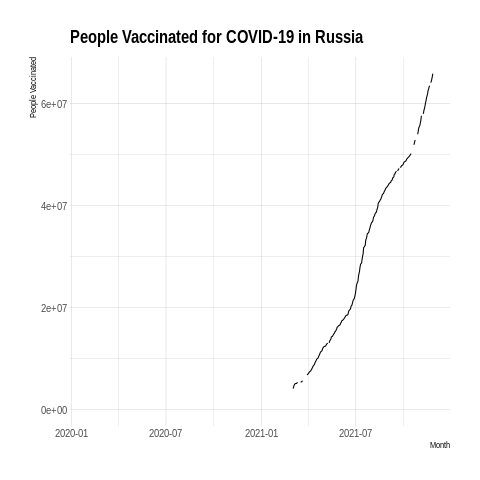 People Vaccinated for COVID-19 in Russia
People Vaccinated
6e+07
4e+07
2e+07
0e+00
2020-01 2020-07 2021-01 2021-07
Month